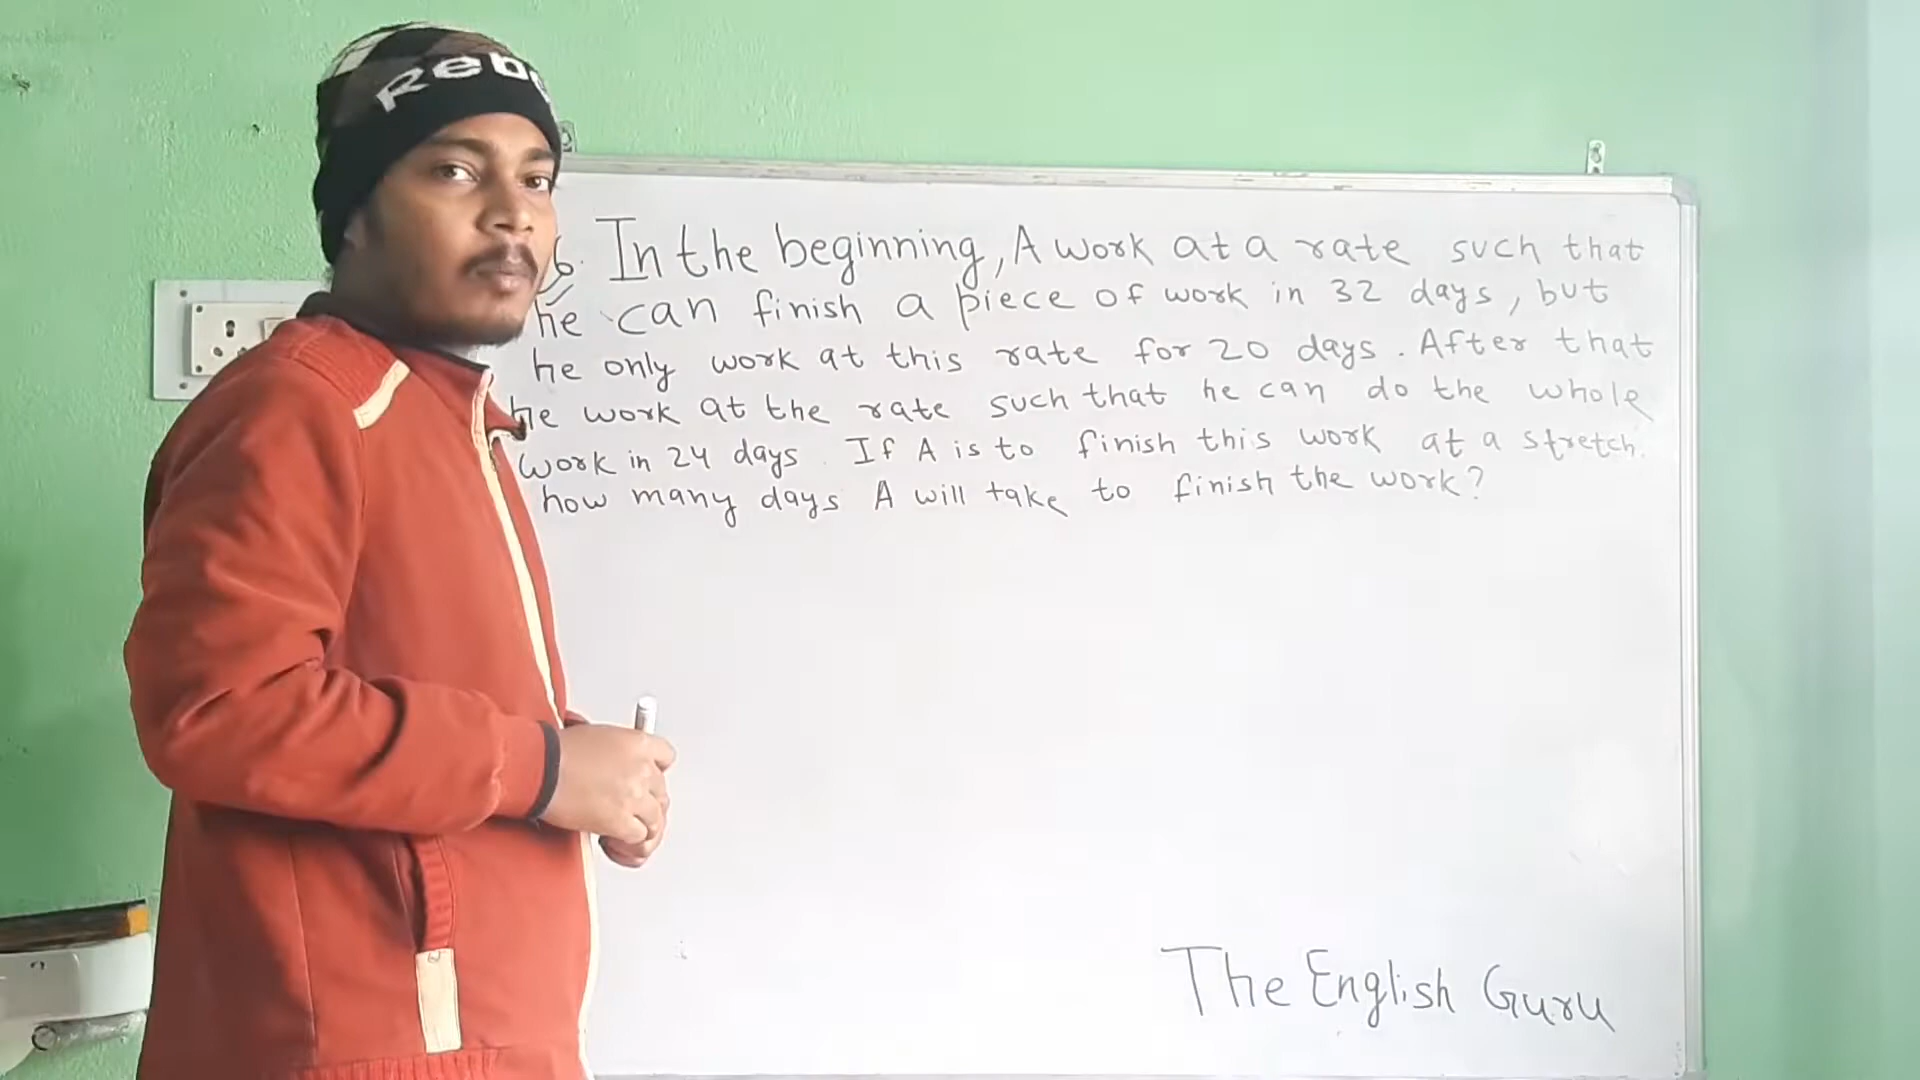 Reeb
6. In the beginning, A work at a rate such that
he can finish a piece of work in 32 days, but
he only work at this rate for 20 days. After that
he work at the rate such that he can do the whole
work in 24 days. If A is to finish this work at a stretch.
how many days A will take to finish the work?
The English Guru